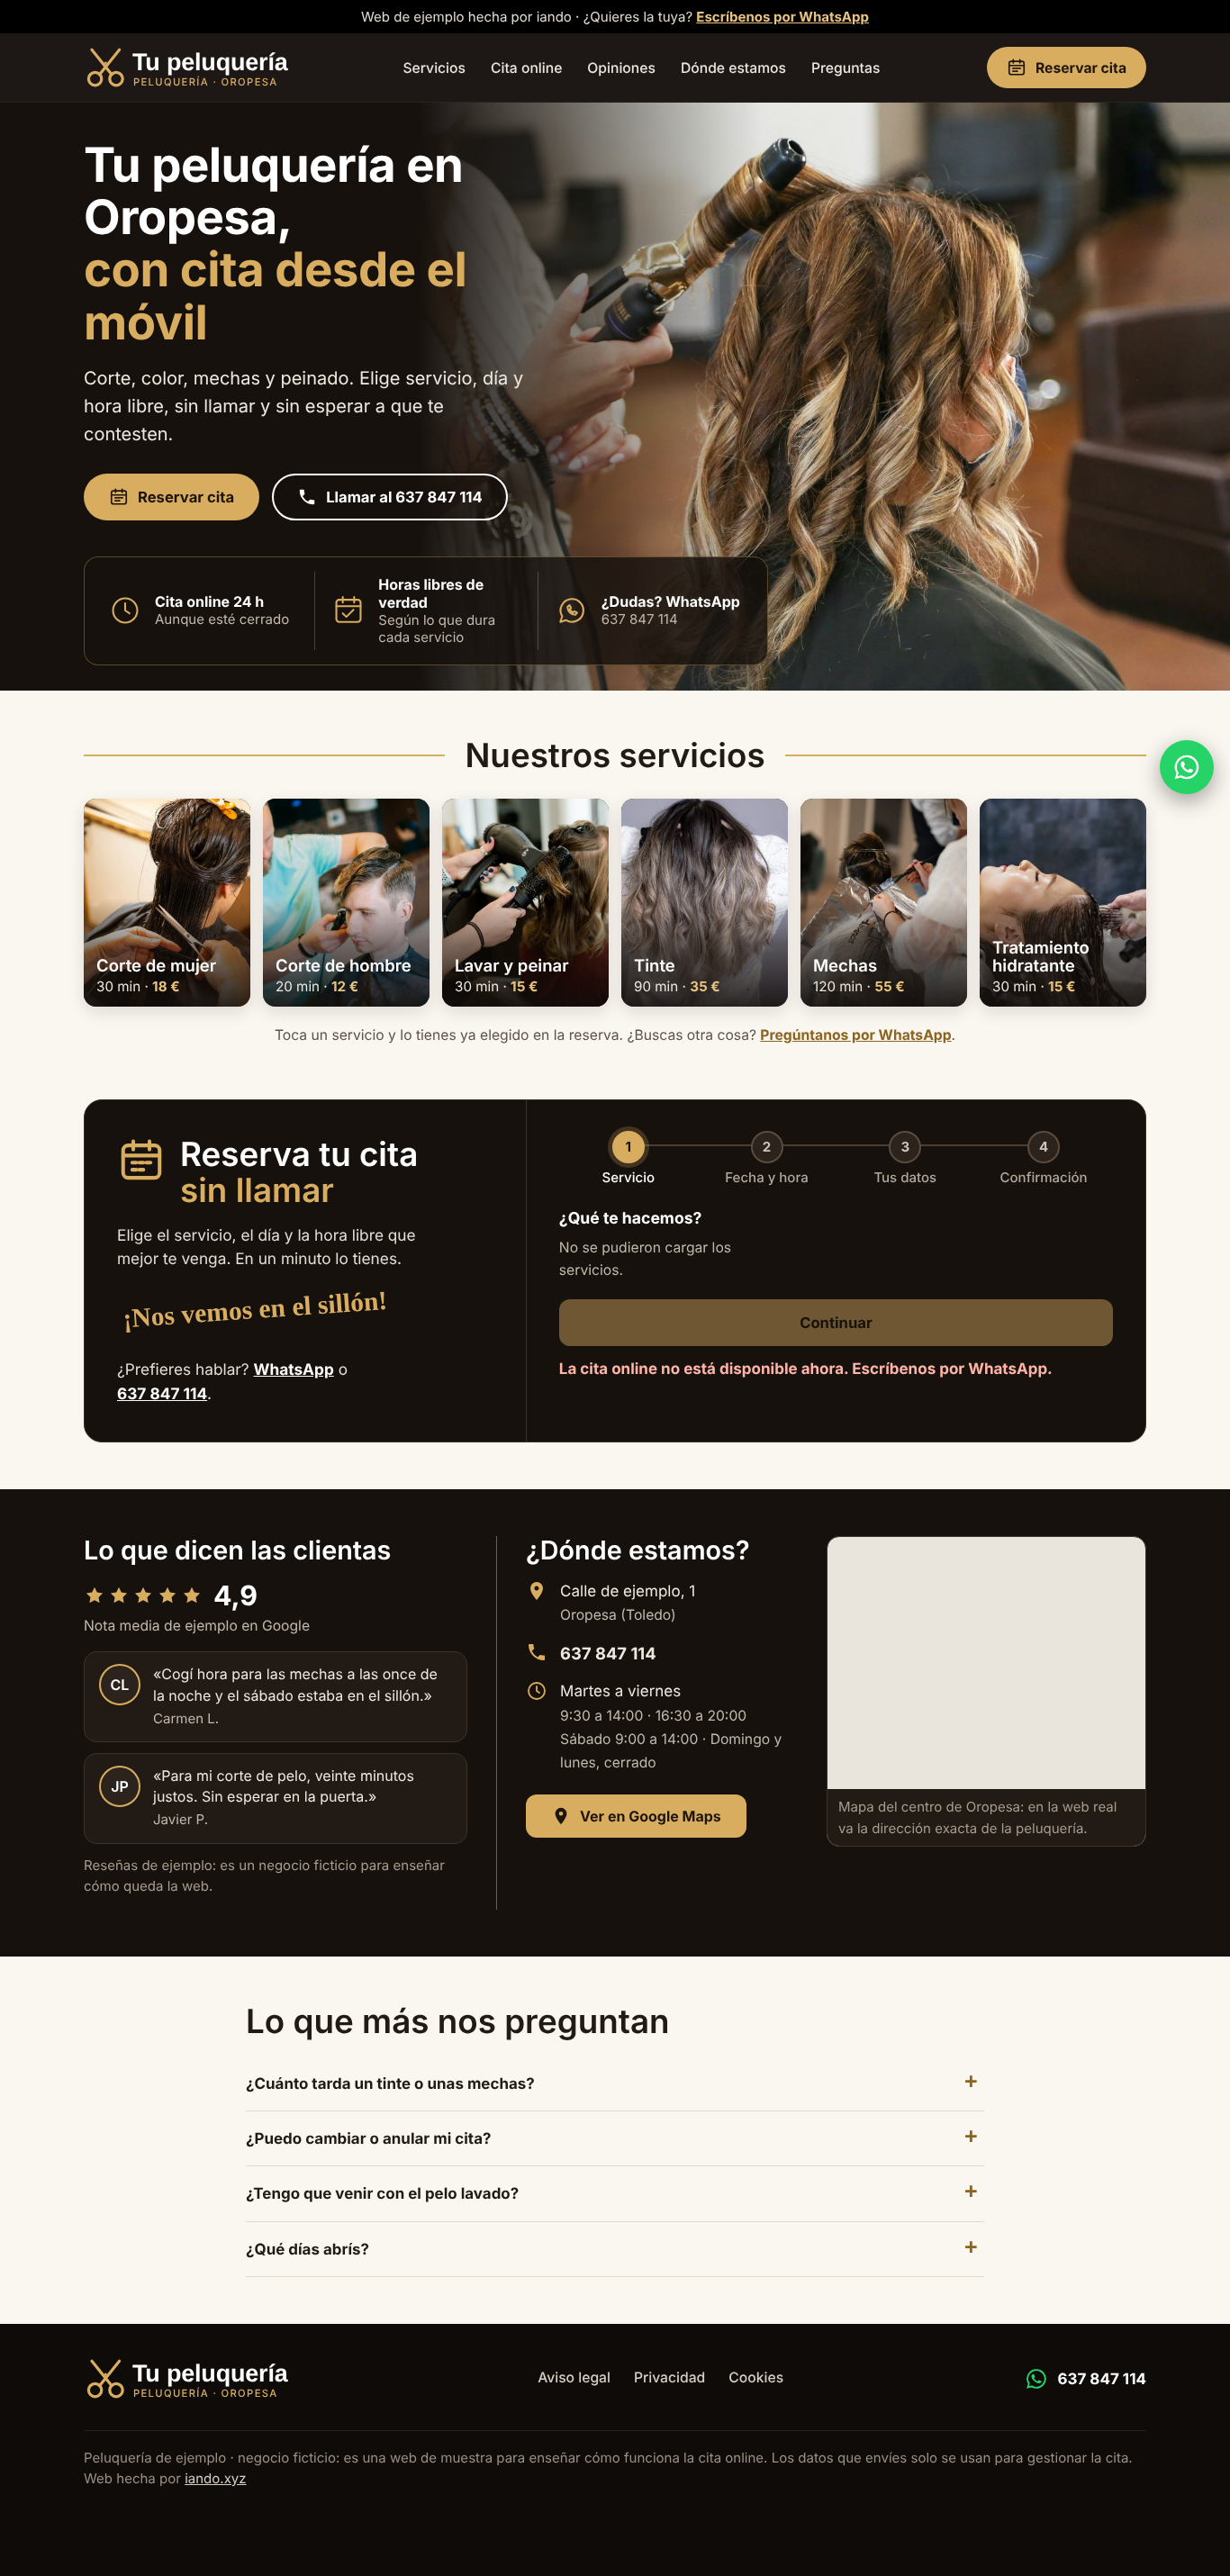 Web de ejemplo hecha por iando · ¿Quieres la tuya? Escríbenos por WhatsApp
Tu peluquería
PELUQUERÍA · OROPESA
Servicios
Cita online
Opiniones
Dónde estamos
Preguntas
Reservar cita
Tu peluquería en
Oropesa,
con cita desde el
móvil
Corte, color, mechas y peinado. Elige servicio, día y
hora libre, sin llamar y sin esperar a que te
contesten.
Reservar cita
Llamar al 637 847 114
Cita online 24 h
Aunque esté cerrado
Horas libres de
verdad
Según lo que dura
cada servicio
¿Dudas? WhatsApp
637 847 114
Nuestros servicios
Corte de mujer
30 min · 18 €
Corte de hombre
20 min · 12 €
Lavar y peinar
30 min · 15 €
Tinte
90 min · 35 €
Mechas
120 min · 55 €
Tratamiento
hidratante
30 min · 15 €
Toca un servicio y lo tienes ya elegido en la reserva. ¿Buscas otra cosa? Pregúntanos por WhatsApp.
Reserva tu cita
sin llamar
Elige el servicio, el día y la hora libre que
mejor te venga. En un minuto lo tienes.
¡Nos vemos en el sillón!
¿Prefieres hablar? WhatsApp o
637 847 114.
1
Servicio
2
Fecha y hora
3
Tus datos
4
Confirmación
¿Qué te hacemos?
No se pudieron cargar los
servicios.
Continuar
La cita online no está disponible ahora. Escríbenos por WhatsApp.
Lo que dicen las clientas
4,9
Nota media de ejemplo en Google
CL
«Cogí hora para las mechas a las once de
la noche y el sábado estaba en el sillón.»
Carmen L.
JP
«Para mi corte de pelo, veinte minutos
justos. Sin esperar en la puerta.»
Javier P.
Reseñas de ejemplo: es un negocio ficticio para enseñar
cómo queda la web.
¿Dónde estamos?
Calle de ejemplo, 1
Oropesa (Toledo)
637 847 114
Martes a viernes
9:30 a 14:00 · 16:30 a 20:00
Sábado 9:00 a 14:00 · Domingo y
lunes, cerrado
Ver en Google Maps
Mapa del centro de Oropesa: en la web real
va la dirección exacta de la peluquería.
Lo que más nos preguntan
¿Cuánto tarda un tinte o unas mechas?
+
¿Puedo cambiar o anular mi cita?
+
¿Tengo que venir con el pelo lavado?
+
¿Qué días abrís?
+
Tu peluquería
PELUQUERÍA · OROPESA
Aviso legal
Privacidad
Cookies
637 847 114
Peluquería de ejemplo · negocio ficticio: es una web de muestra para enseñar cómo funciona la cita online. Los datos que envíes solo se usan para gestionar la cita.
Web hecha por iando.xyz